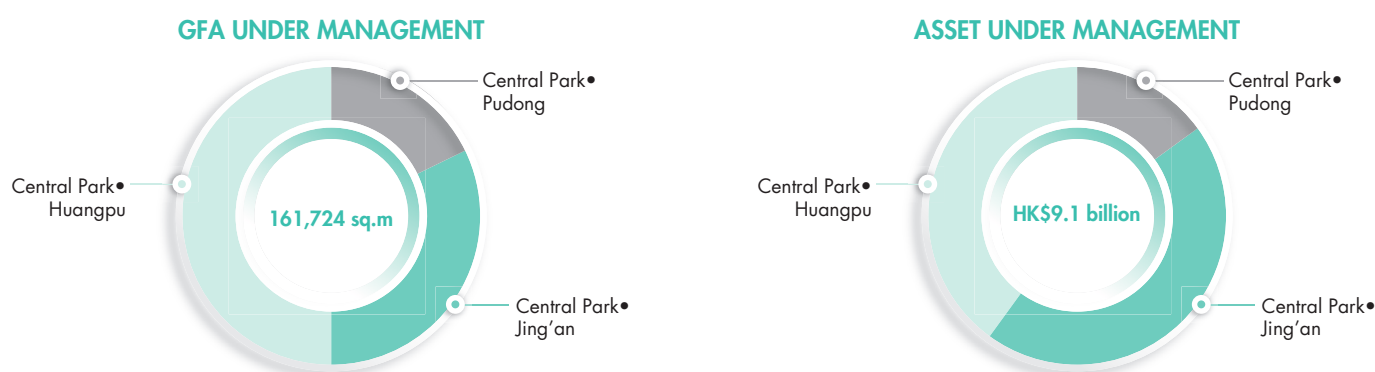 GFA UNDER MANAGEMENT
Central Park•
Pudong
Central Park•
Huangpu
161,724 sq.m
Central Park•
Jing’an
ASSET UNDER MANAGEMENT
Central Park•
Pudong
Central Park•
Huangpu
HK$9.1 billion
Central Park•
Jing’an